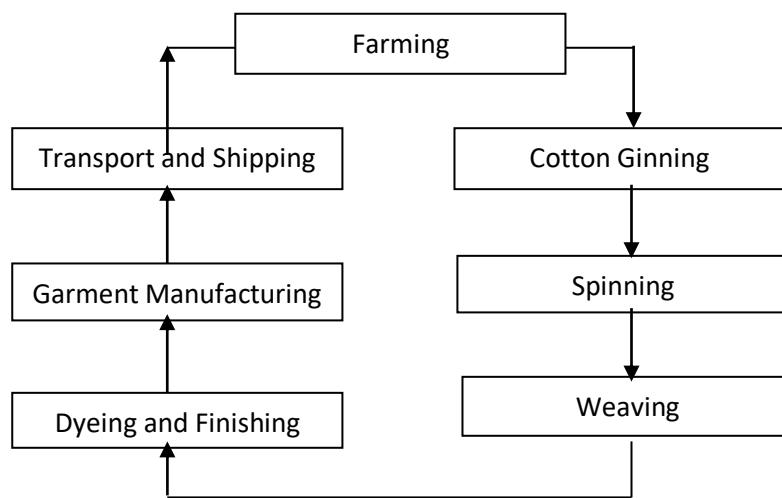 Farming
Cotton Ginning
Spinning
Weaving
Dyeing and Finishing
Garment Manufacturing
Transport and Shipping